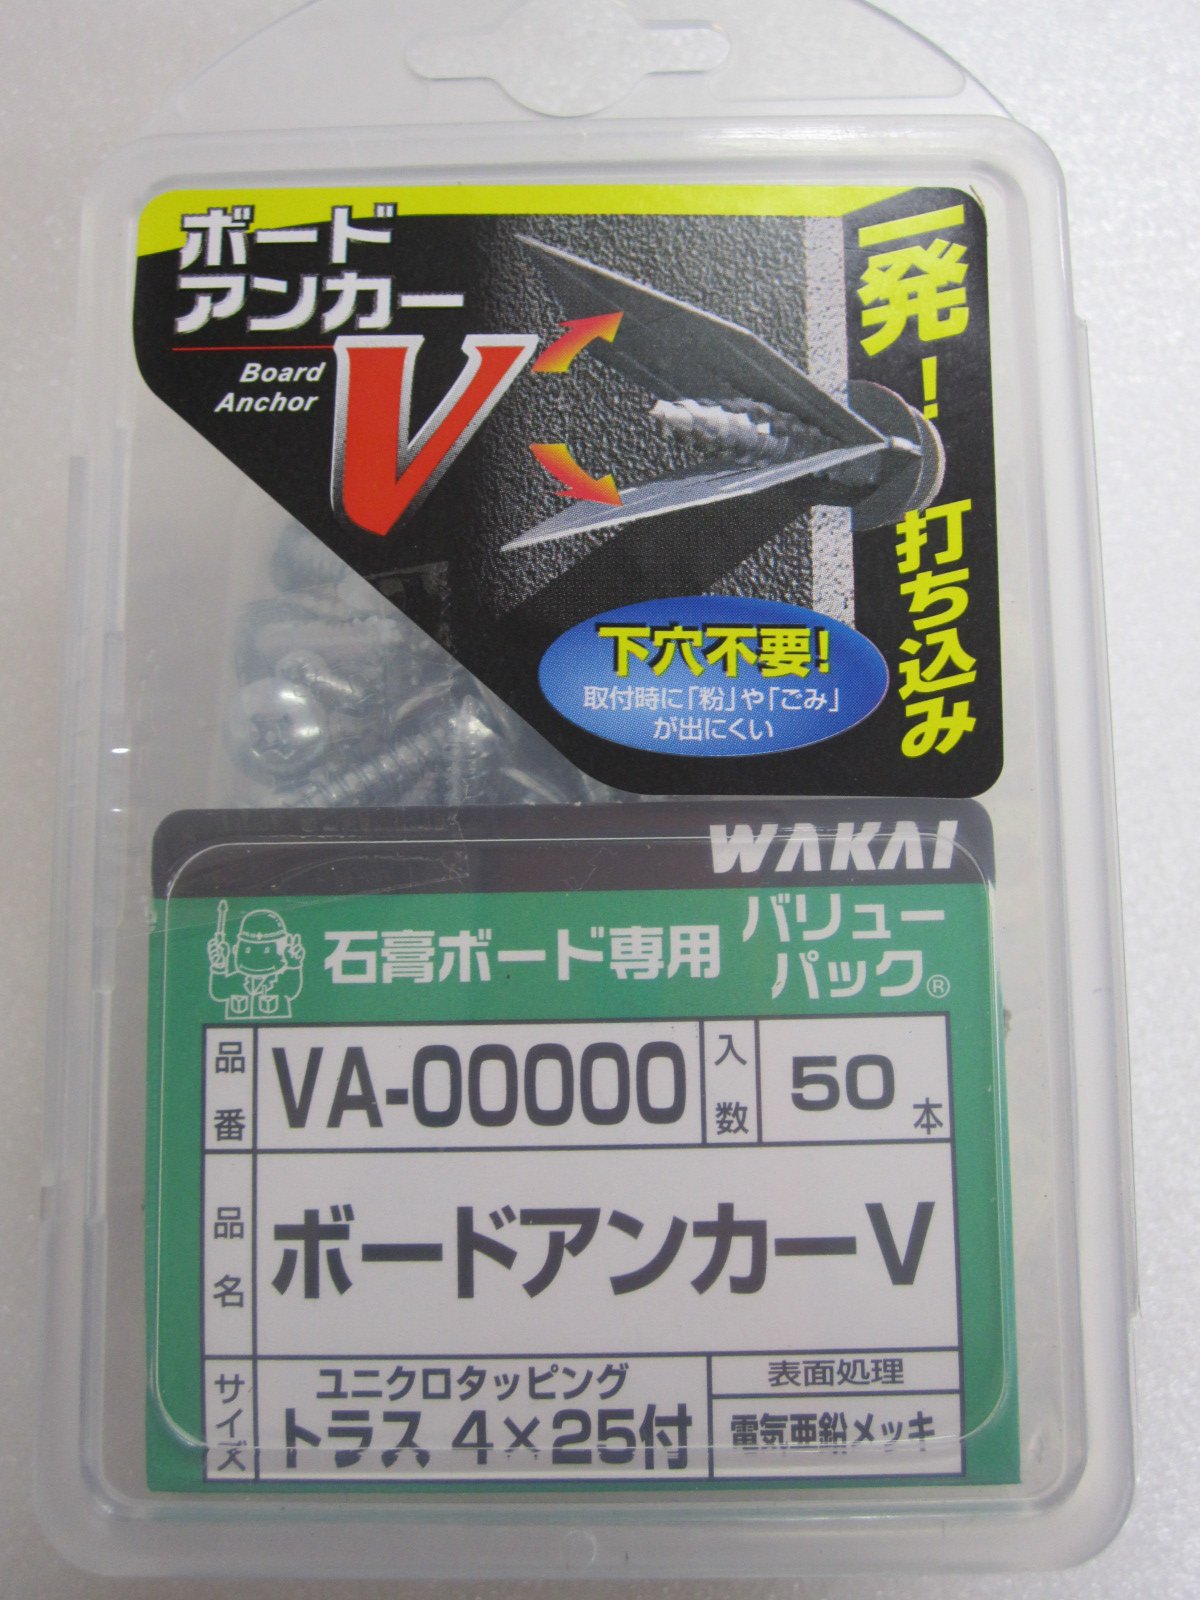 ボード
アンカー
V
Board
Anchor
一発!打ち込み
下穴不要!
取付時に「粉」や「ごみ」
が出にくい
WAKAI
石膏ボード専用
バリュー
パック®
品番
VA-00000
入数
50本
品名
ボードアンカーV
サイズ
ユニクロタッピング
トラス 4×25付
表面処理
電気亜鉛メッキ